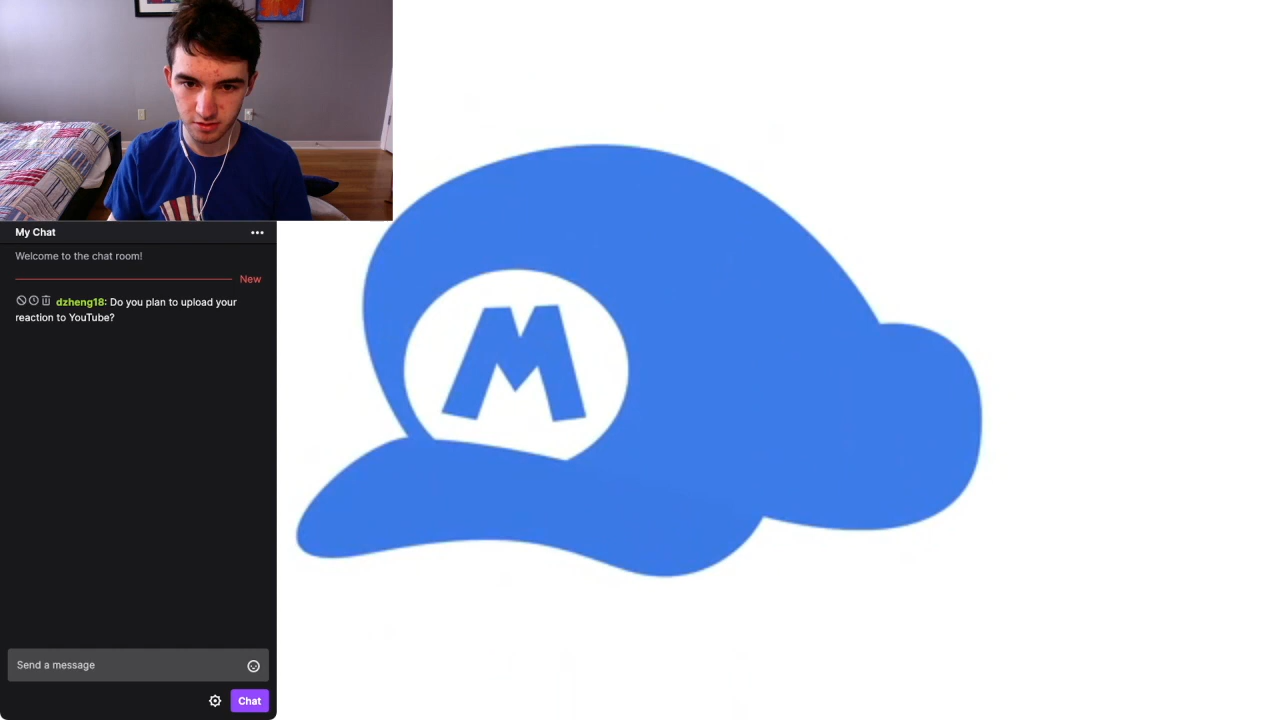 My Chat
Welcome to the chat room!
New
dzheng18: Do you plan to upload your
reaction to YouTube?
M
Send a message
Chat